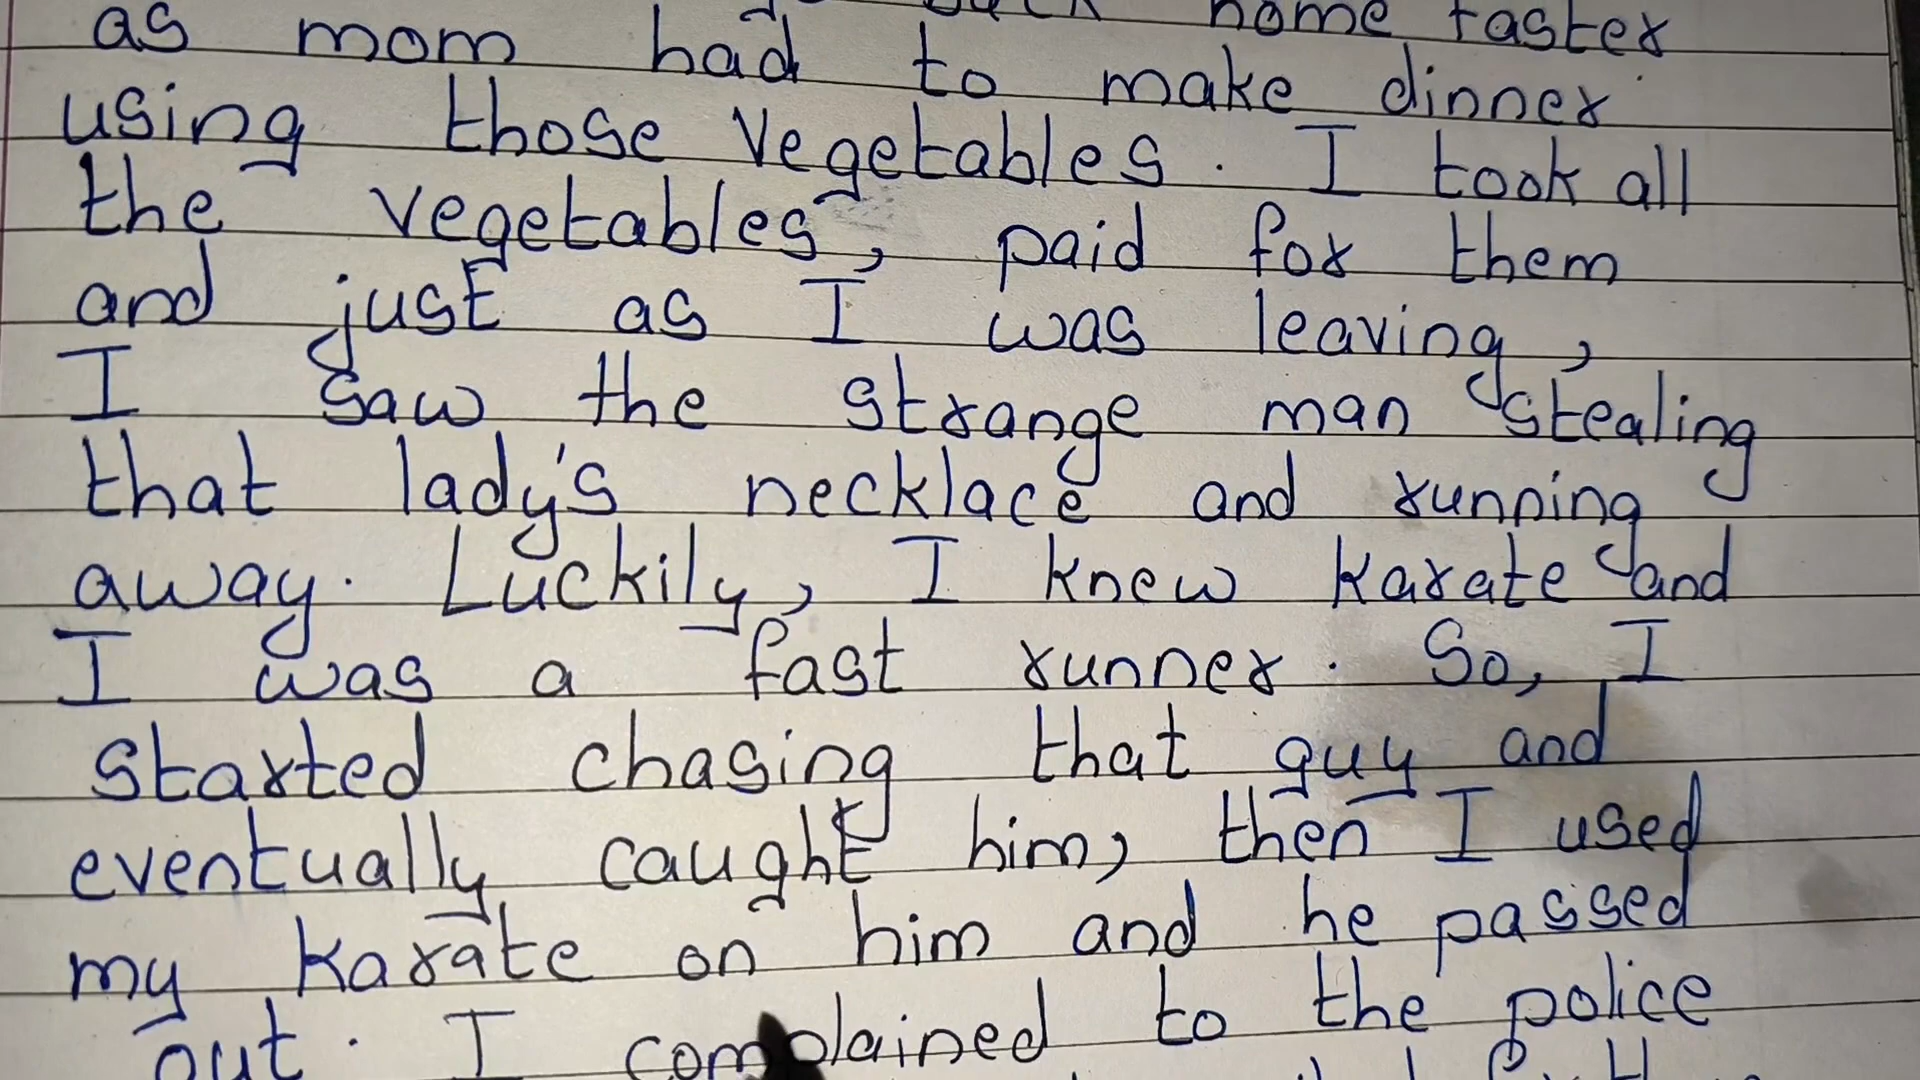 back home faster
as mom had to make dinner
using those vegetables. I took all
the vegetables, paid for them
and just as I was leaving,
I saw the strange man stealing
that lady's necklace and running
away. Luckily, I knew karate and
I was a fast runner. So, I
started chasing that guy and
eventually caught him, then I used
my karate on him and he passed
out. I complained to the police